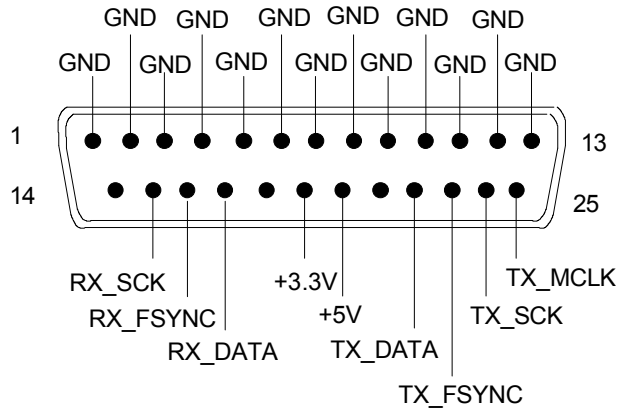 GND GND GND GND GND GND
GND GND GND GND GND GND GND
1 13
14 25
RX_SCK +3.3V TX_MCLK
RX_FSYNC +5V TX_SCK
RX_DATA TX_DATA
TX_FSYNC